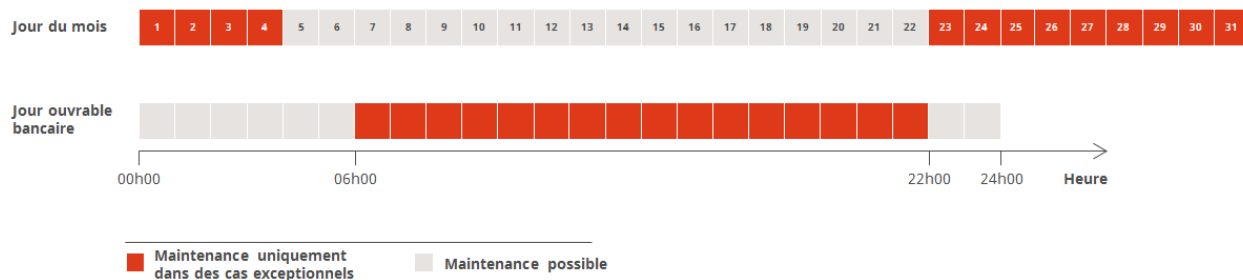 Jour du mois
1 2 3 4 5 6 7 8 9 10 11 12 13 14 15 16 17 18 19 20 21 22 23 24 25 26 27 28 29 30 31
Jour ouvrable
bancaire
00h00 06h00 22h00 24h00 Heure
Maintenance uniquement
dans des cas exceptionnels
Maintenance possible